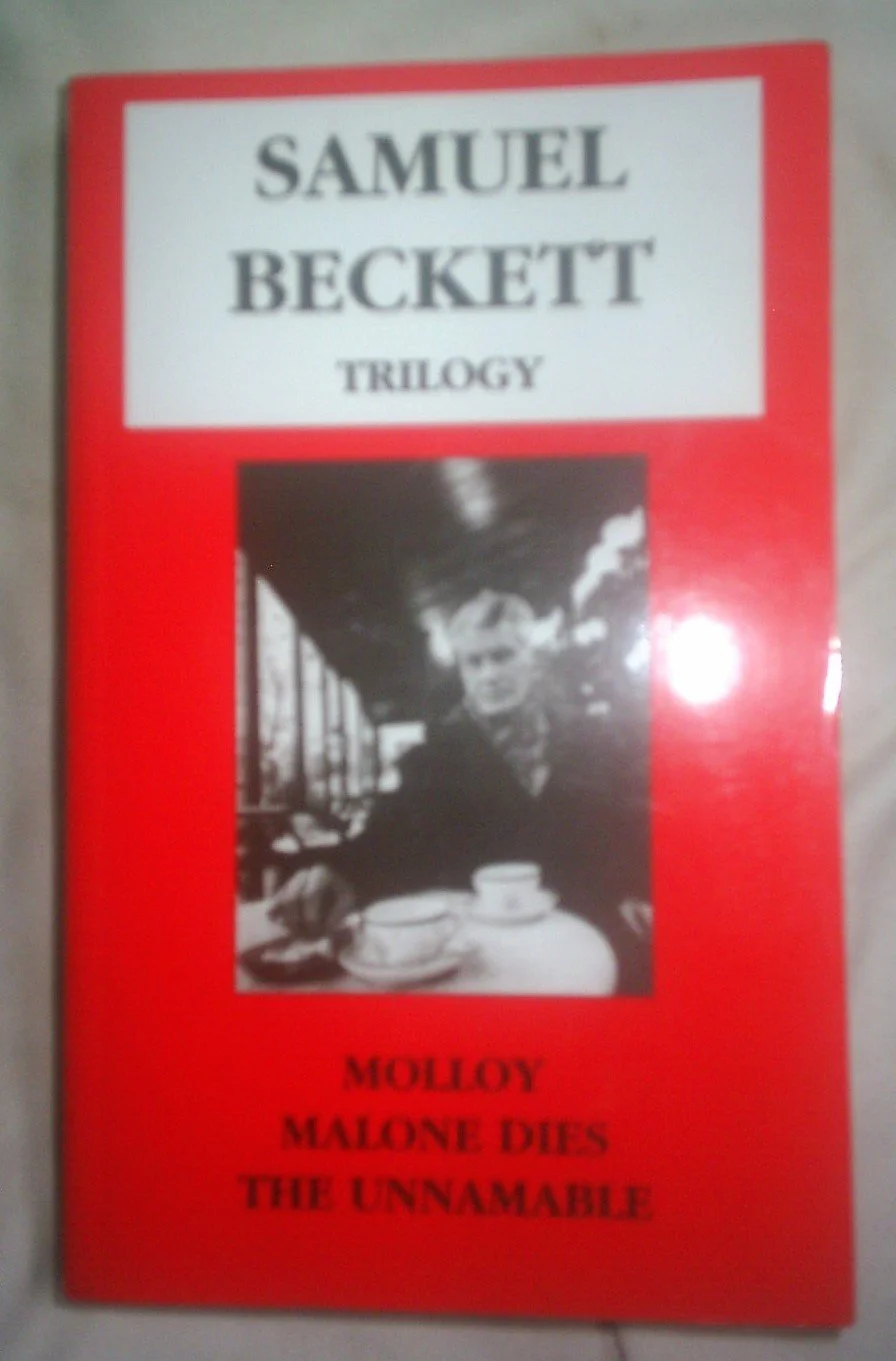 SAMUEL
BECKETT
TRILOGY
MOLLOY
MALONE DIES
THE UNNAMABLE